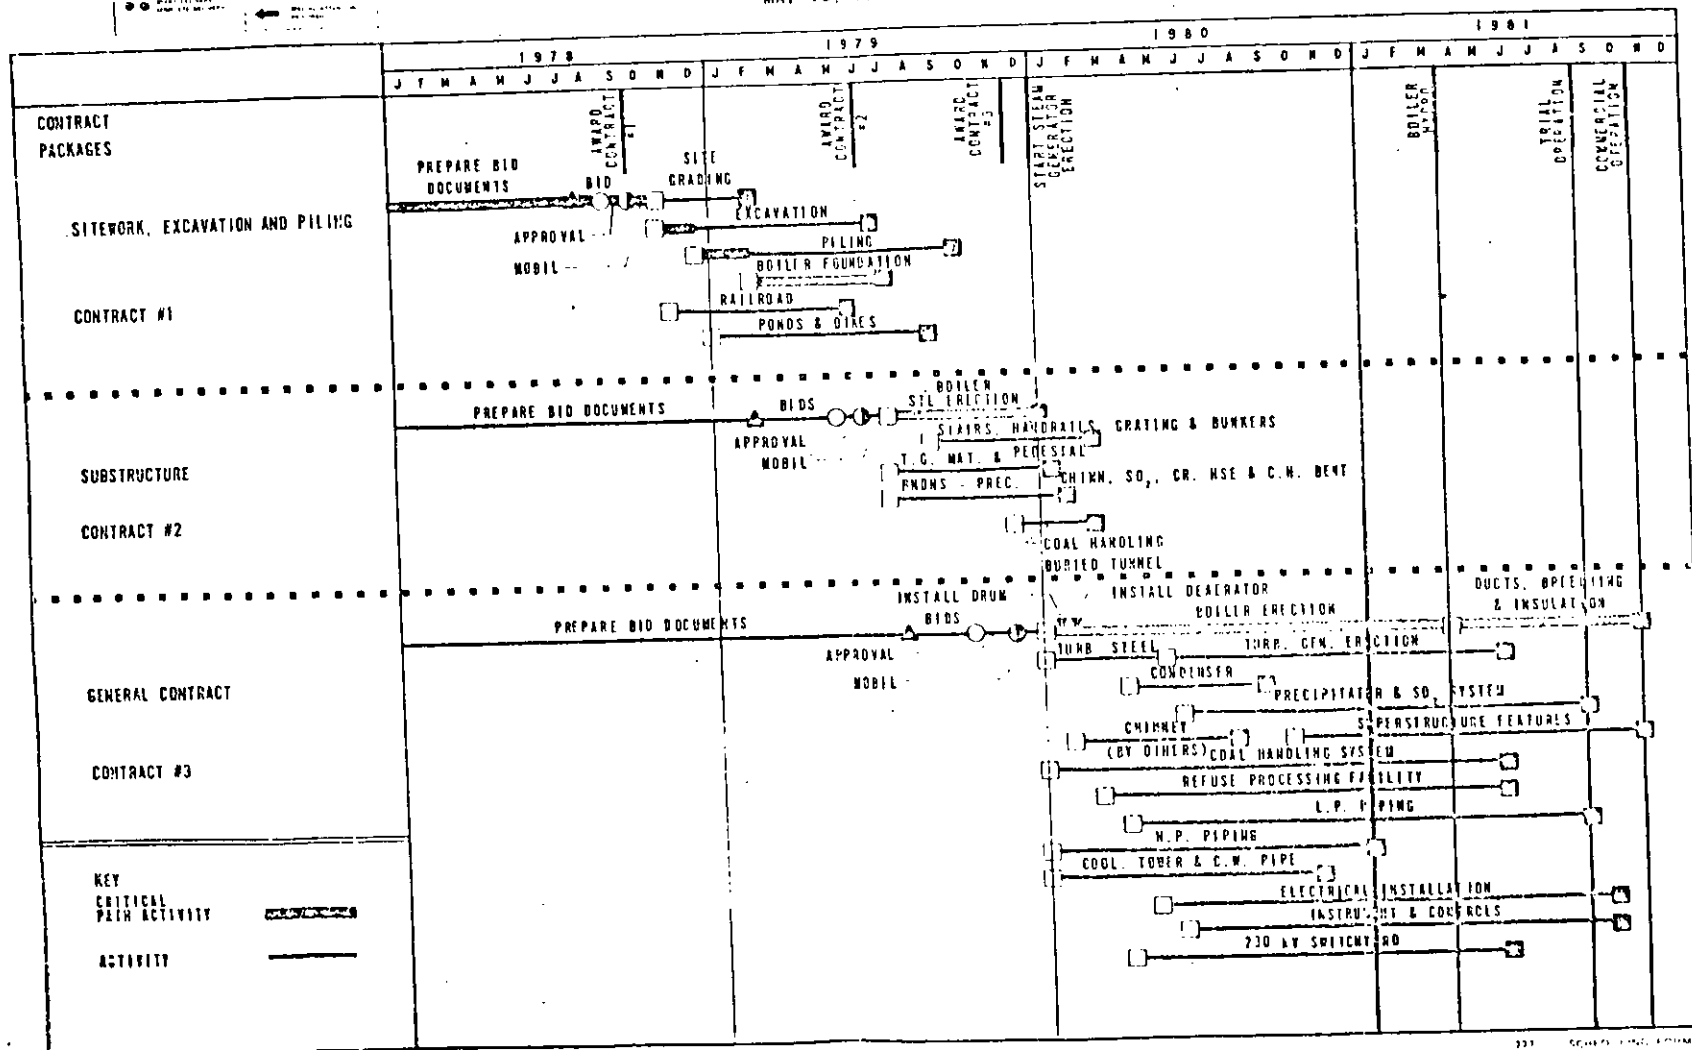 1978
1979
1980
1981
J F M A M J J A S O N D J F M A M J J A S O N D J F M A M J J A S O N D J F M A M J J A S O N D
CONTRACT
PACKAGES
AWARD
CONTRACT
#1
AWARD
CONTRACT
#2
AWARD
CONTRACT
#3
START STEAM
GENERATOR
ERECTION
BOILER
HYDRO
TRIAL
OPERATION
COMMERCIAL
OPERATION
PREPARE BID
DOCUMENTS
BID
SITE
GRADING
SITEWORK, EXCAVATION AND PILING
APPROVAL
EXCAVATION
MOBIL
PILING
BOILER FOUNDATION
CONTRACT #1
RAILROAD
PONDS & DIKES
PREPARE BID DOCUMENTS
BIDS
BOILER
STL ERECTION
APPROVAL
MOBIL
STAIRS, HANDRAILS, GRATING & BUNKERS
SUBSTRUCTURE
T.G. MAT. & PEDESTAL
FNDNS - PREC.
CHIMN, SO2, CR. HSE & C.H. BENT
CONTRACT #2
COAL HANDLING
BURIED TUNNEL
INSTALL DRUM
INSTALL DEAERATOR
DUCTS, BREECHING
& INSULATION
PREPARE BID DOCUMENTS
BIDS
BOILER ERECTION
APPROVAL
MOBIL
TURB STEEL
TURB. GEN. ERECTION
GENERAL CONTRACT
CONDENSER
PRECIPITATER & SO2 SYSTEM
CHIMNEY
(BY OTHERS)
SUPERSTRUCTURE FEATURES
CONTRACT #3
COAL HANDLING SYSTEM
REFUSE PROCESSING FACILITY
L.P. PIPING
H.P. PIPING
COOL. TOWER & C.W. PIPE
KEY
CRITICAL
PATH ACTIVITY
ELECTRICAL INSTALLATION
INSTRUMENT & CONTROLS
230 KV SWITCHYARD
ACTIVITY